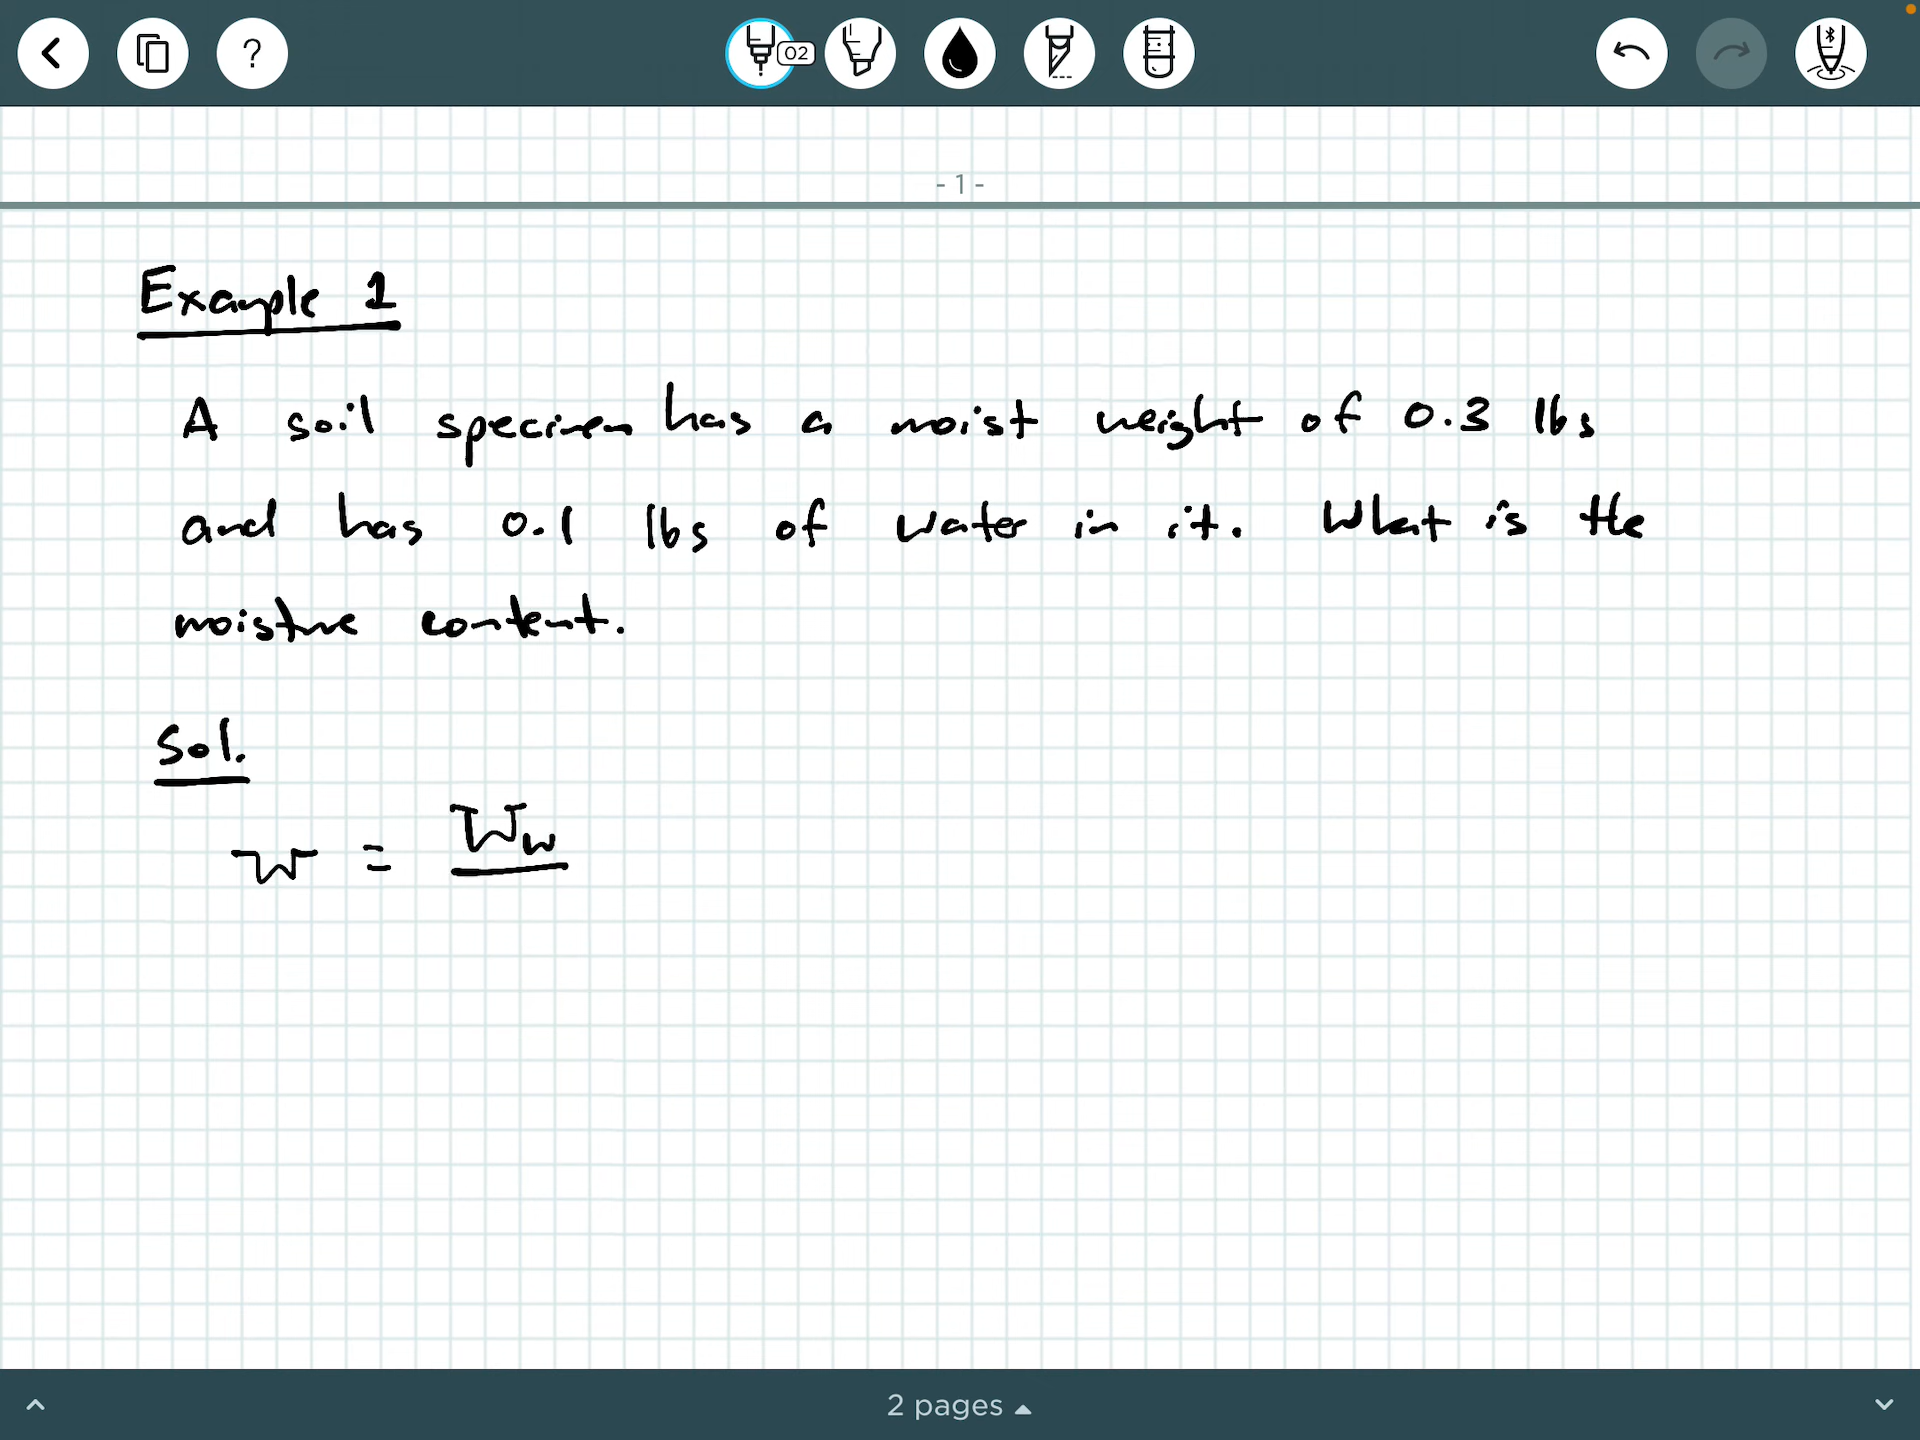 ?
02
- 1 -
Example 1
A soil specimen has a moist weight of 0.3 lbs
and has 0.1 lbs of water in it. What is the
moisture content.
Sol.
w = Ww
2 pages